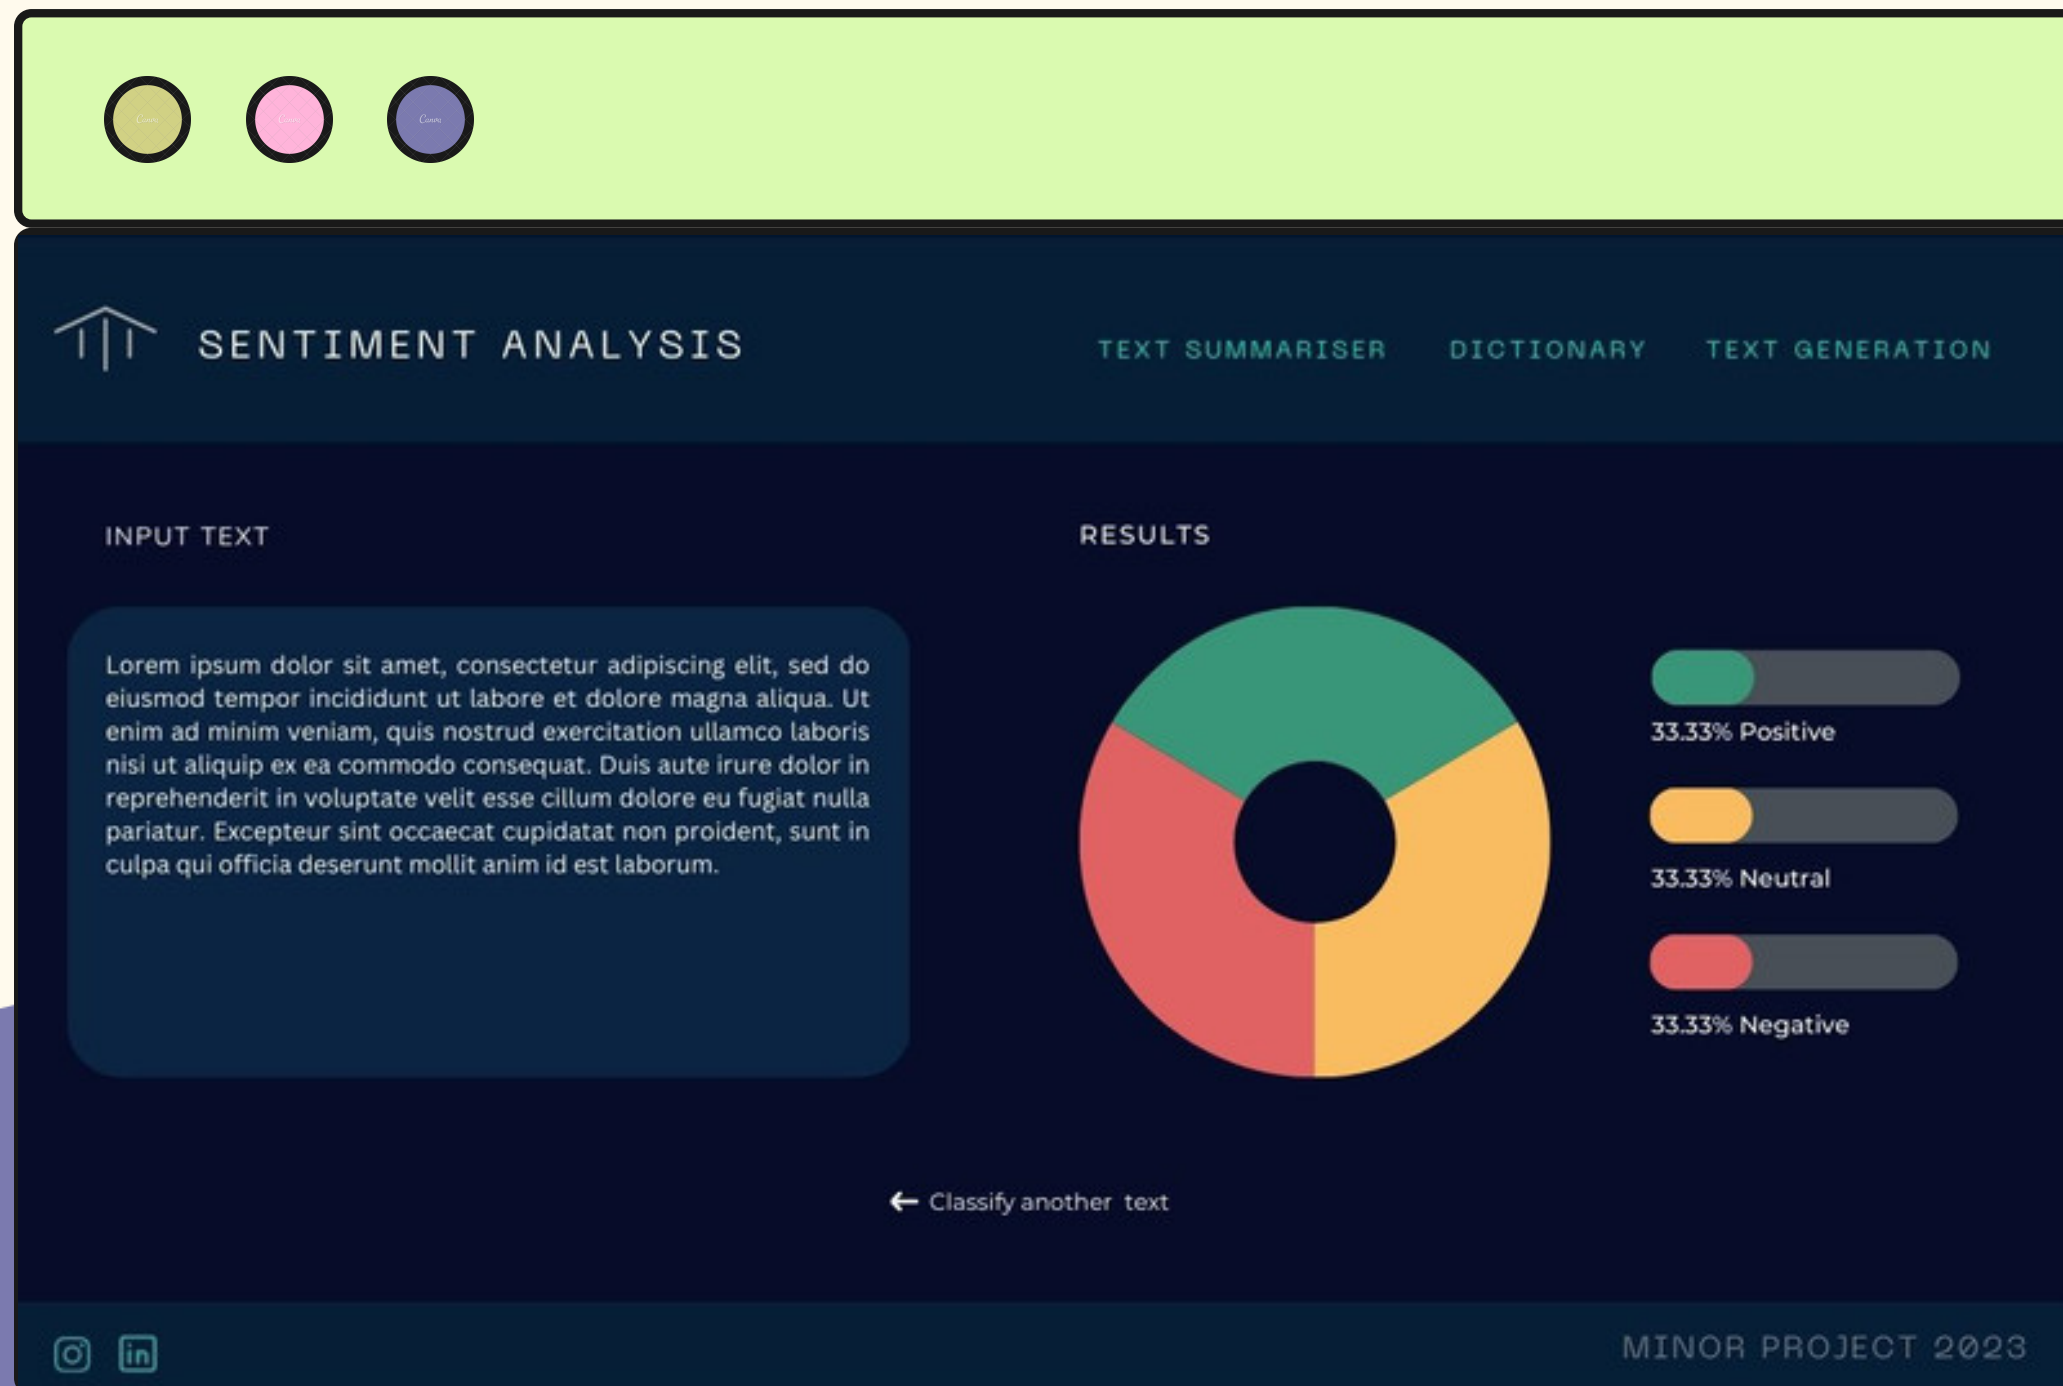 Canva
Canva
Canva
SENTIMENT ANALYSIS
TEXT SUMMARISER
DICTIONARY
TEXT GENERATION
INPUT TEXT
Lorem ipsum dolor sit amet, consectetur adipiscing elit, sed do
eiusmod tempor incididunt ut labore et dolore magna aliqua. Ut
enim ad minim veniam, quis nostrud exercitation ullamco laboris
nisi ut aliquip ex ea commodo consequat. Duis aute irure dolor in
reprehenderit in voluptate velit esse cillum dolore eu fugiat nulla
pariatur. Excepteur sint occaecat cupidatat non proident, sunt in
culpa qui officia deserunt mollit anim id est laborum.
RESULTS
33.33% Positive
33.33% Neutral
33.33% Negative
Classify another text
in
MINOR PROJECT 2023